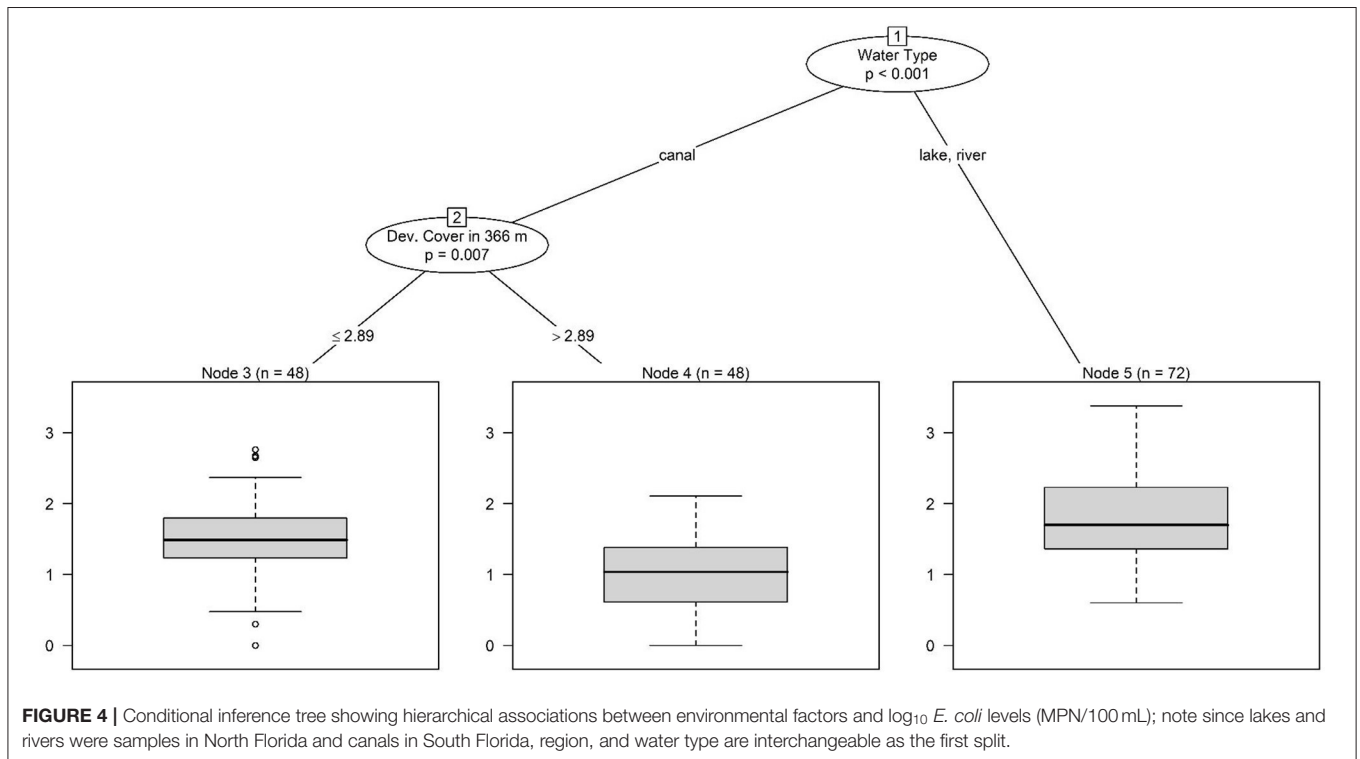 1
Water Type
p < 0.001
canal
lake, river
2
Dev. Cover in 366 m
p = 0.007
≤ 2.89
> 2.89
Node 3 (n = 48)
3
2
1
0
Node 4 (n = 48)
3
2
1
0
Node 5 (n = 72)
3
2
1
0
FIGURE 4 | Conditional inference tree showing hierarchical associations between environmental factors and log₁₀ E. coli levels (MPN/100 mL); note since lakes and
rivers were samples in North Florida and canals in South Florida, region, and water type are interchangeable as the first split.